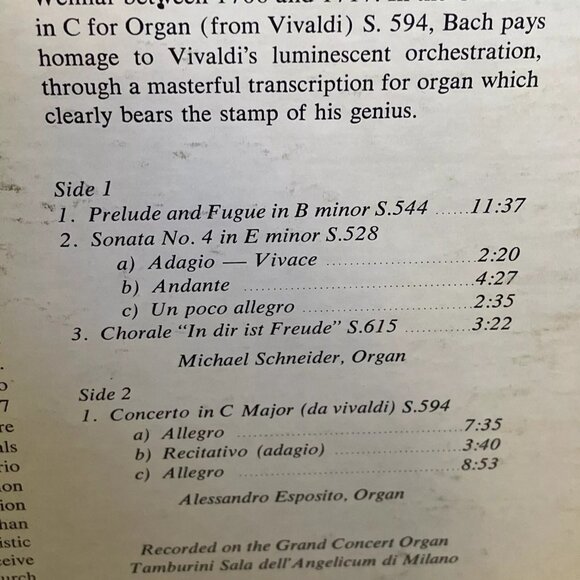 in C for Organ (from Vivaldi) S. 594, Bach pays
homage to Vivaldi's luminescent orchestration,
through a masterful transcription for organ which
clearly bears the stamp of his genius.
Side 1
1. Prelude and Fugue in B minor S.544 ......11:37
2. Sonata No. 4 in E minor S.528
a) Adagio — Vivace ........................ 2:20
b) Andante ........................ 4:27
c) Un poco allegro ........................ 2:35
3. Chorale "In dir ist Freude" S.615 ............... 3:22
Michael Schneider, Organ
Side 2
1. Concerto in C Major (da vivaldi) S.594
a) Allegro ........................ 7:35
b) Recitativo (adagio) ........................ 3:40
c) Allegro ........................ 8:53
Alessandro Esposito, Organ
Recorded on the Grand Concert Organ
Tamburini Sala dell'Angelicum di Milano